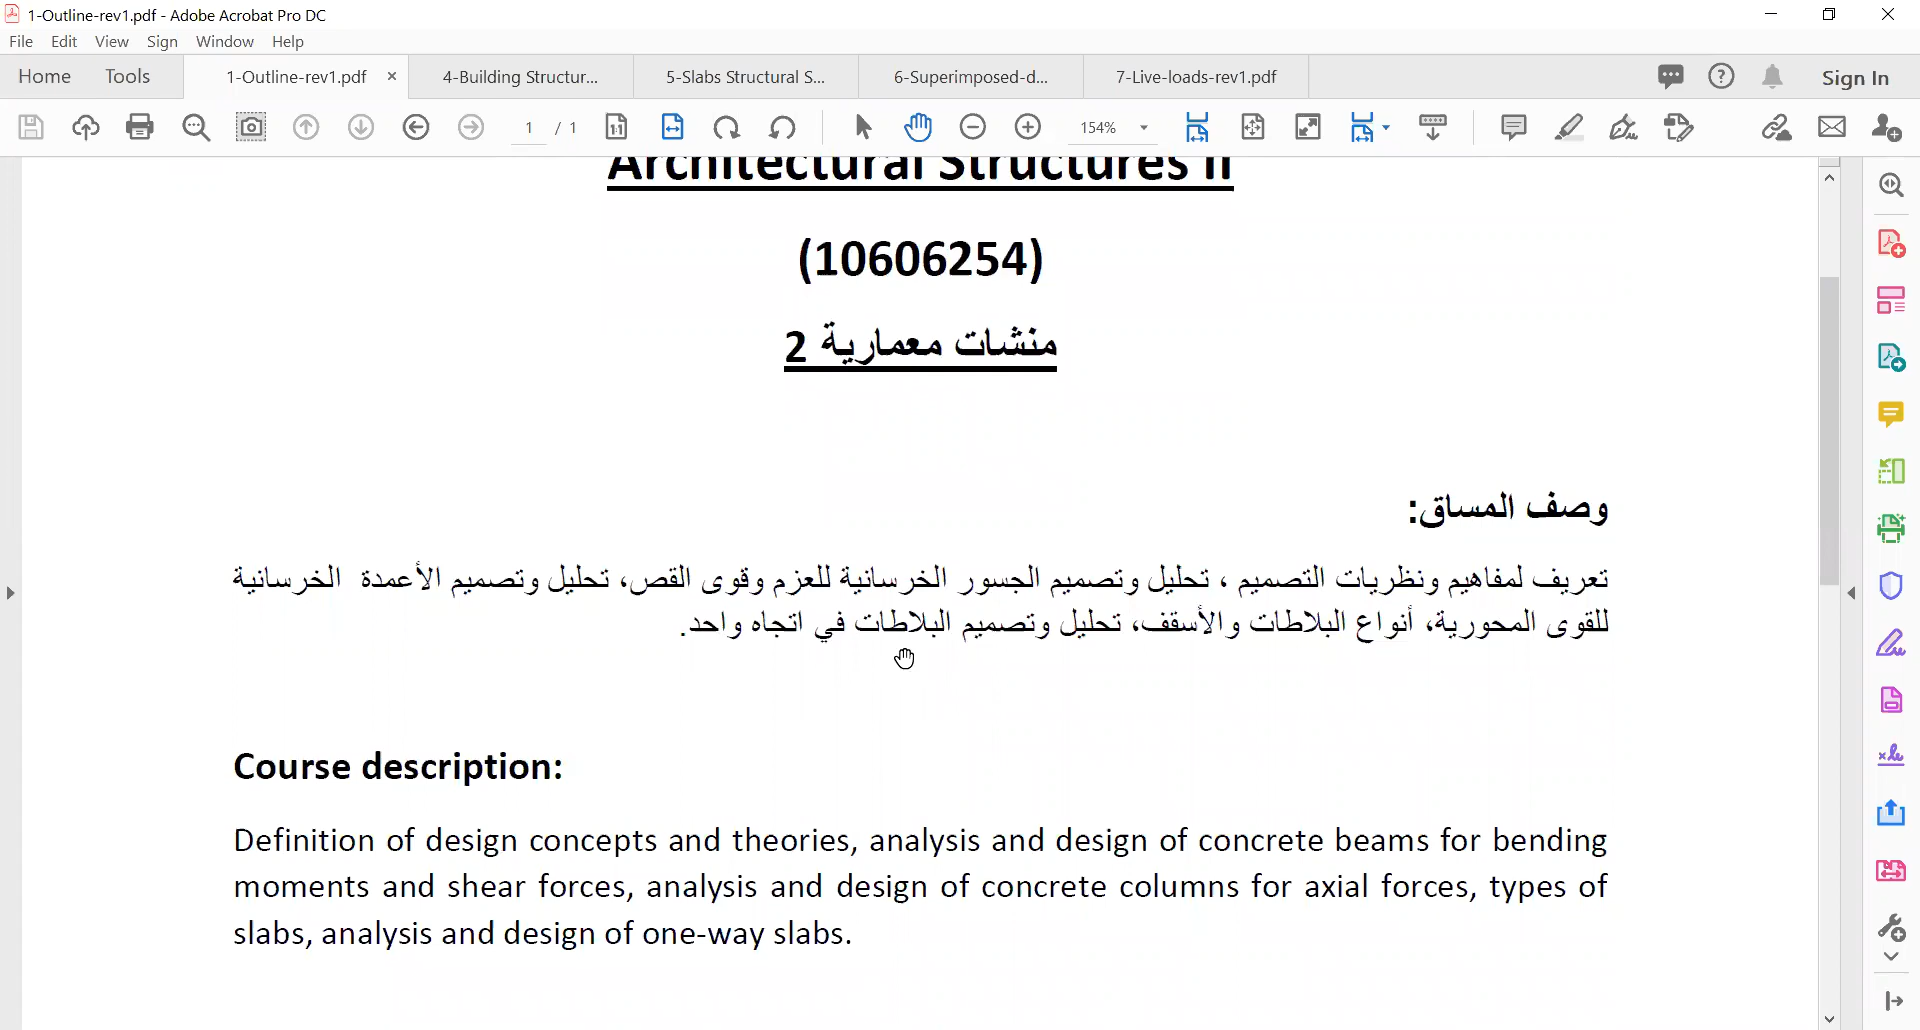 1-Outline-rev1.pdf - Adobe Acrobat Pro DC
File Edit View Sign Window Help
Home Tools 1-Outline-rev1.pdf × 4-Building Structur... 5-Slabs Structural S... 6-Superimposed-d... 7-Live-loads-rev1.pdf Sign In
1 / 1 154%
Architectural Structures II
(10606254)
منشات معمارية 2
وصف المساق:
تعريف لمفاهيم ونظريات التصميم ، تحليل وتصميم الجسور الخرسانية للعزم وقوى القص، تحليل وتصميم الأعمدة الخرسانية
للقوى المحورية، أنواع البلاطات والأسقف، تحليل وتصميم البلاطات في اتجاه واحد.
Course description:
Definition of design concepts and theories, analysis and design of concrete beams for bending
moments and shear forces, analysis and design of concrete columns for axial forces, types of
slabs, analysis and design of one-way slabs.